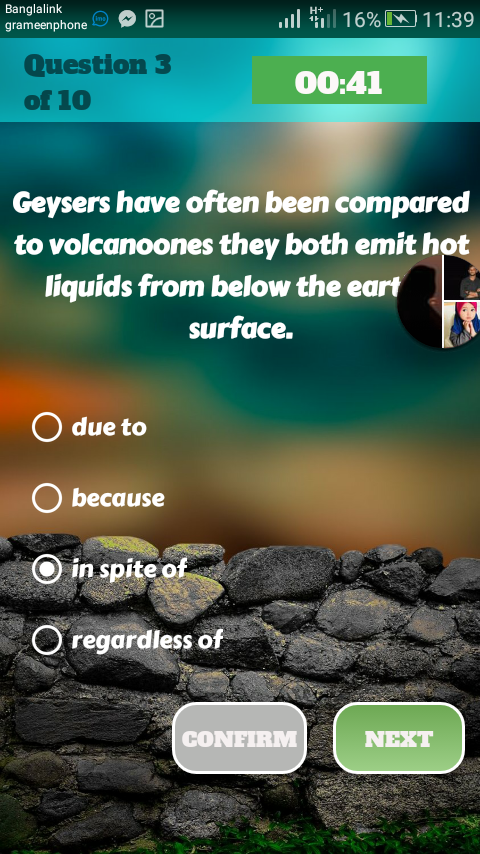 Banglalink
grameenphone
imo
H+
16%
11:39
Question 3
of 10
00:41
Geysers have often been compared
to volcanoones they both emit hot
liquids from below the eart
surface.
due to
because
in spite of
regardless of
CONFIRM
NEXT